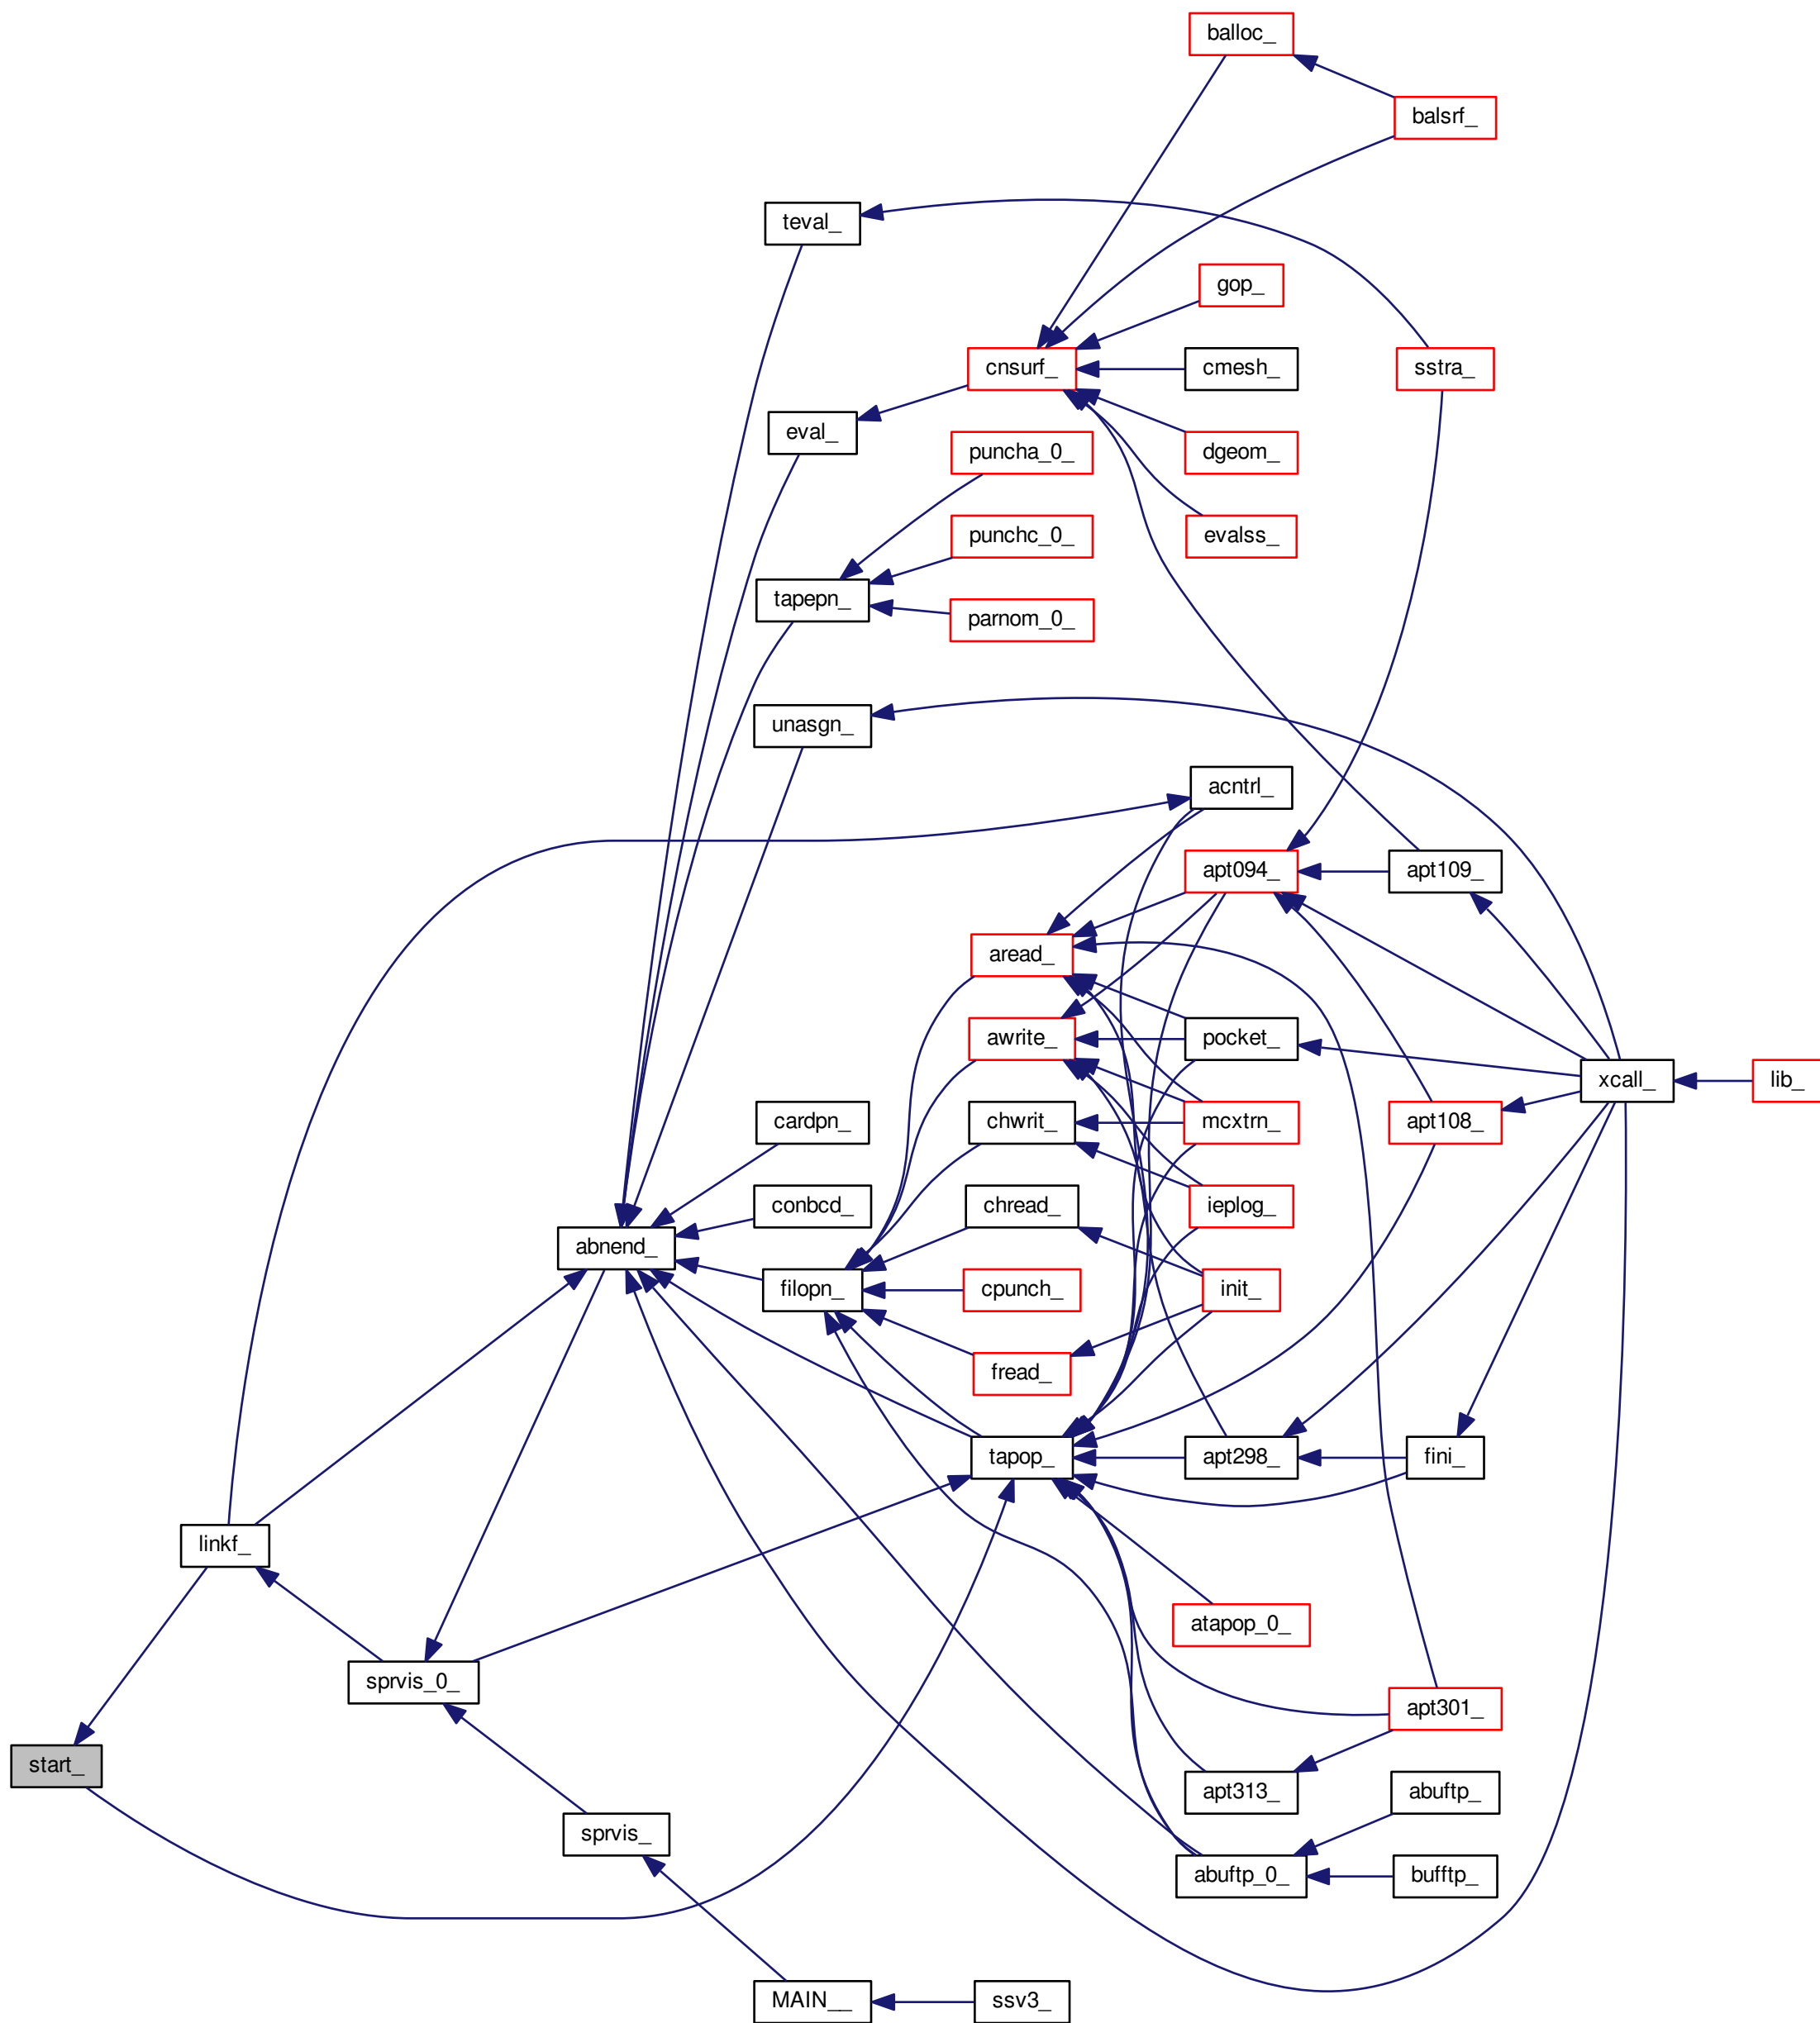 balloc_
balsrf_
teval_
gop_
cnsurf_
cmesh_
sstra_
eval_
puncha_0_
dgeom_
punchc_0_
evalss_
tapepn_
parnom_0_
unasgn_
acntrl_
apt094_
apt109_
aread_
awrite_
pocket_
xcall_
lib_
cardpn_
chwrit_
mcxtrn_
apt108_
conbcd_
chread_
ieplog_
abnend_
filopn_
cpunch_
init_
fread_
tapop_
apt298_
fini_
linkf_
atapop_0_
sprvis_0_
apt301_
start_
apt313_
abuftp_
sprvis_
abuftp_0_
bufftp_
MAIN__
ssv3_